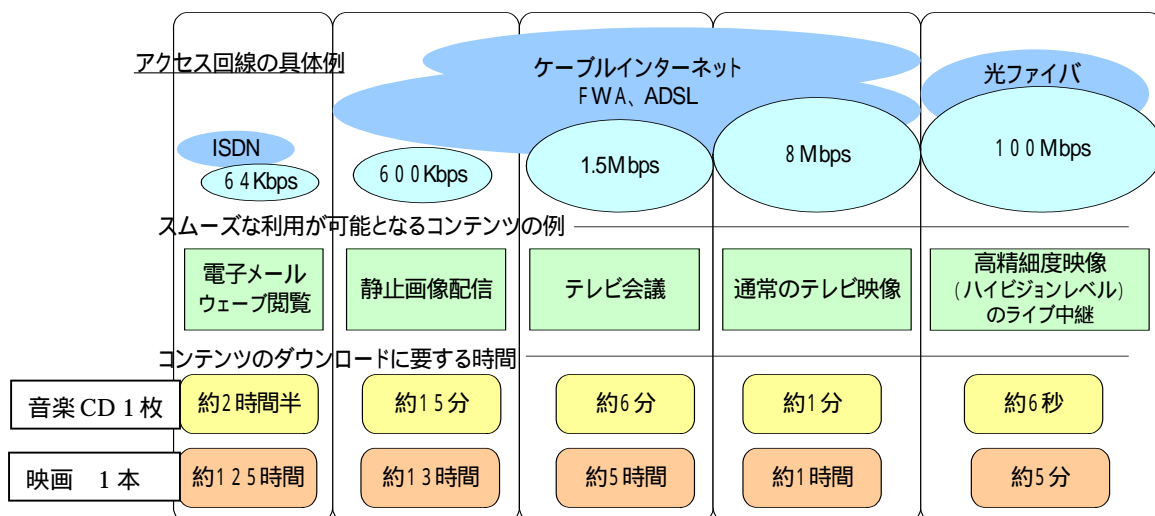 アクセス回線の具体例
ケーブルインターネット
FWA、ADSL
光ファイバ
ISDN
64Kbps
600Kbps
1.5Mbps
8Mbps
100Mbps
スムーズな利用が可能となるコンテンツの例
電子メール
ウェーブ閲覧
静止画像配信
テレビ会議
通常のテレビ映像
高精細度映像
(ハイビジョンレベル)
のライブ中継
コンテンツのダウンロードに要する時間
音楽CD1枚
約2時間半
約15分
約6分
約1分
約6秒
映画 1本
約125時間
約13時間
約5時間
約1時間
約5分